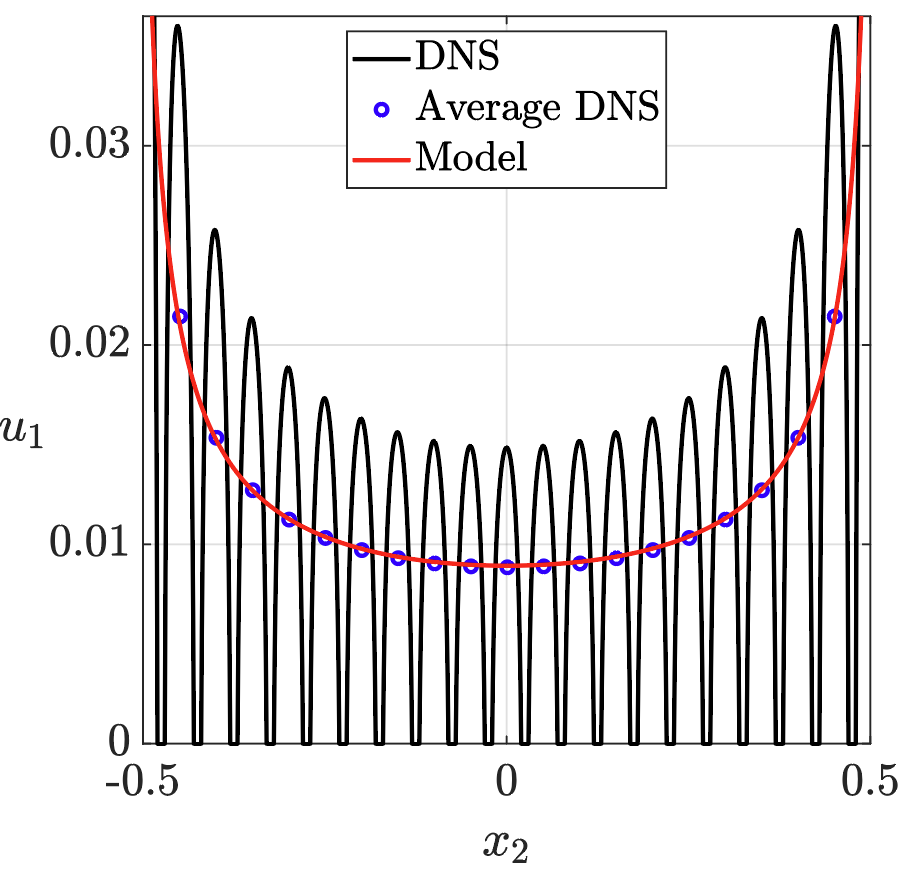 DNS
Average DNS
Model
0.03
0.02
u₁
0.01
0
-0.5 0 0.5
x₂